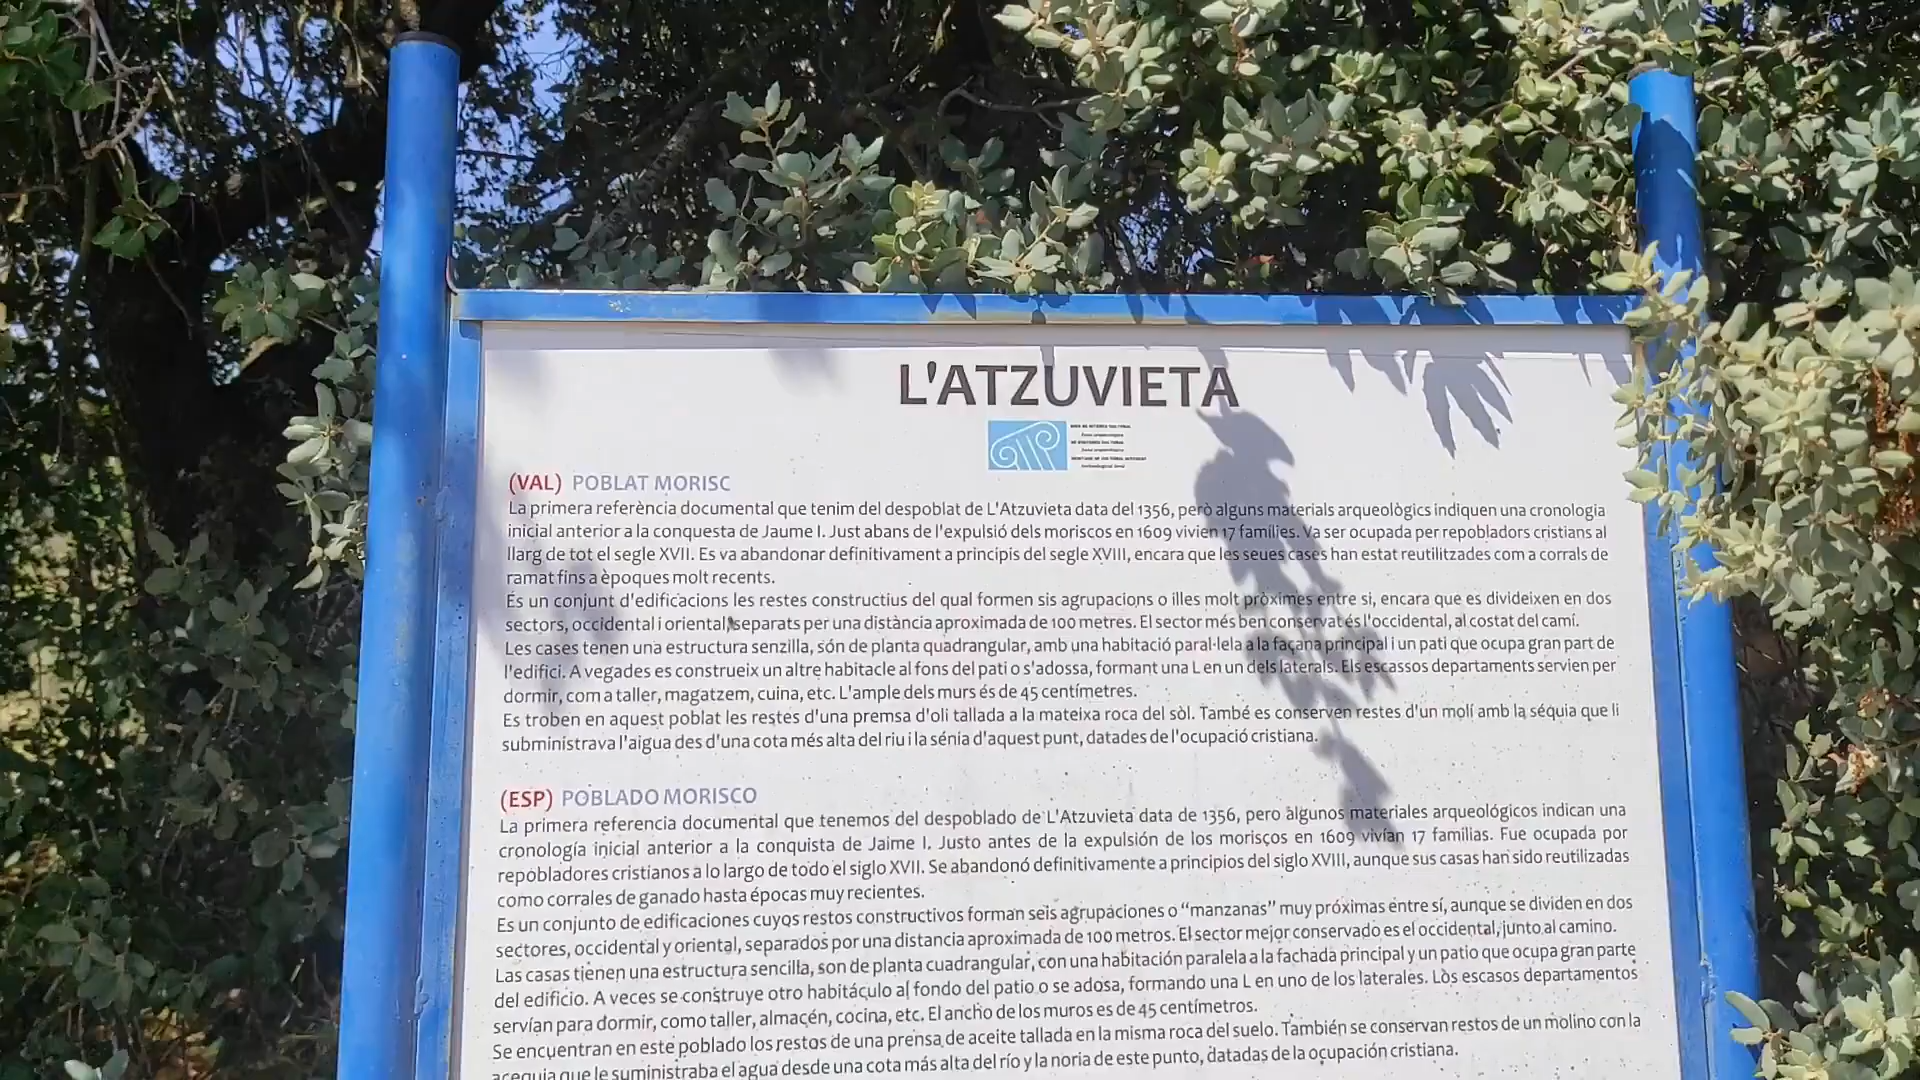 L'ATZUVIETA
(VAL) POBLAT MORISC
La primera referència documental que tenim del despoblat de L'Atzuvieta data del 1356, però alguns materials arqueològics indiquen una cronologia
inicial anterior a la conquesta de Jaume I. Just abans de l'expulsió dels moriscos en 1609 vivien 17 famílies. Va ser ocupada per repobladors cristians al
llarg de tot el segle XVII. Es va abandonar definitivament a principis del segle XVIII, encara que les seues cases han estat reutilitzades com a corrals de
ramat fins a èpoques molt recents.
És un conjunt d'edificacions les restes constructius del qual formen sis agrupacions o illes molt pròximes entre si, encara que es divideixen en dos
sectors, occidental i oriental, separats per una distància aproximada de 100 metres. El sector més ben conservat és l'occidental, al costat del camí.
Les cases tenen una estructura senzilla, són de planta quadrangular, amb una habitació paral·lela a la façana principal i un pati que ocupa gran part de
l'edifici. A vegades es construeix un altre habitacle al fons del pati o s'adossa, formant una L en un dels laterals. Els escassos departaments servien per
dormir, com a taller, magatzem, cuina, etc. L'ample dels murs és de 45 centímetres.
Es troben en aquest poblat les restes d'una premsa d'oli tallada a la mateixa roca del sòl. També es conserven restes d'un molí amb la séquia que li
subministrava l'aigua des d'una cota més alta del riu i la sénia d'aquest punt, datades de l'ocupació cristiana.
(ESP) POBLADO MORISCO
La primera referencia documental que tenemos del despoblado de L'Atzuvieta data de 1356, pero algunos materiales arqueológicos indican una
cronología inicial anterior a la conquista de Jaime I. Justo antes de la expulsión de los moriscos en 1609 vivían 17 familias. Fue ocupada por
repobladores cristianos a lo largo de todo el siglo XVII. Se abandonó definitivamente a principios del siglo XVIII, aunque sus casas han sido reutilizadas
como corrales de ganado hasta épocas muy recientes.
Es un conjunto de edificaciones cuyos restos constructivos forman seis agrupaciones o “manzanas” muy próximas entre sí, aunque se dividen en dos
sectores, occidental y oriental, separados por una distancia aproximada de 100 metros. El sector mejor conservado es el occidental, junto al camino.
Las casas tienen una estructura sencilla, son de planta cuadrangular, con una habitación paralela a la fachada principal y un patio que ocupa gran parte
del edificio. A veces se construye otro habitáculo al fondo del patio o se adosa, formando una L en uno de los laterales. Los escasos departamentos
servían para dormir, como taller, almacén, cocina, etc. El ancho de los muros es de 45 centímetros.
Se encuentran en este poblado los restos de una prensa de aceite tallada en la misma roca del suelo. También se conservan restos de un molino con la
acequia que le suministraba el agua desde una cota más alta del río y la noria de este punto, datadas de la ocupación cristiana.